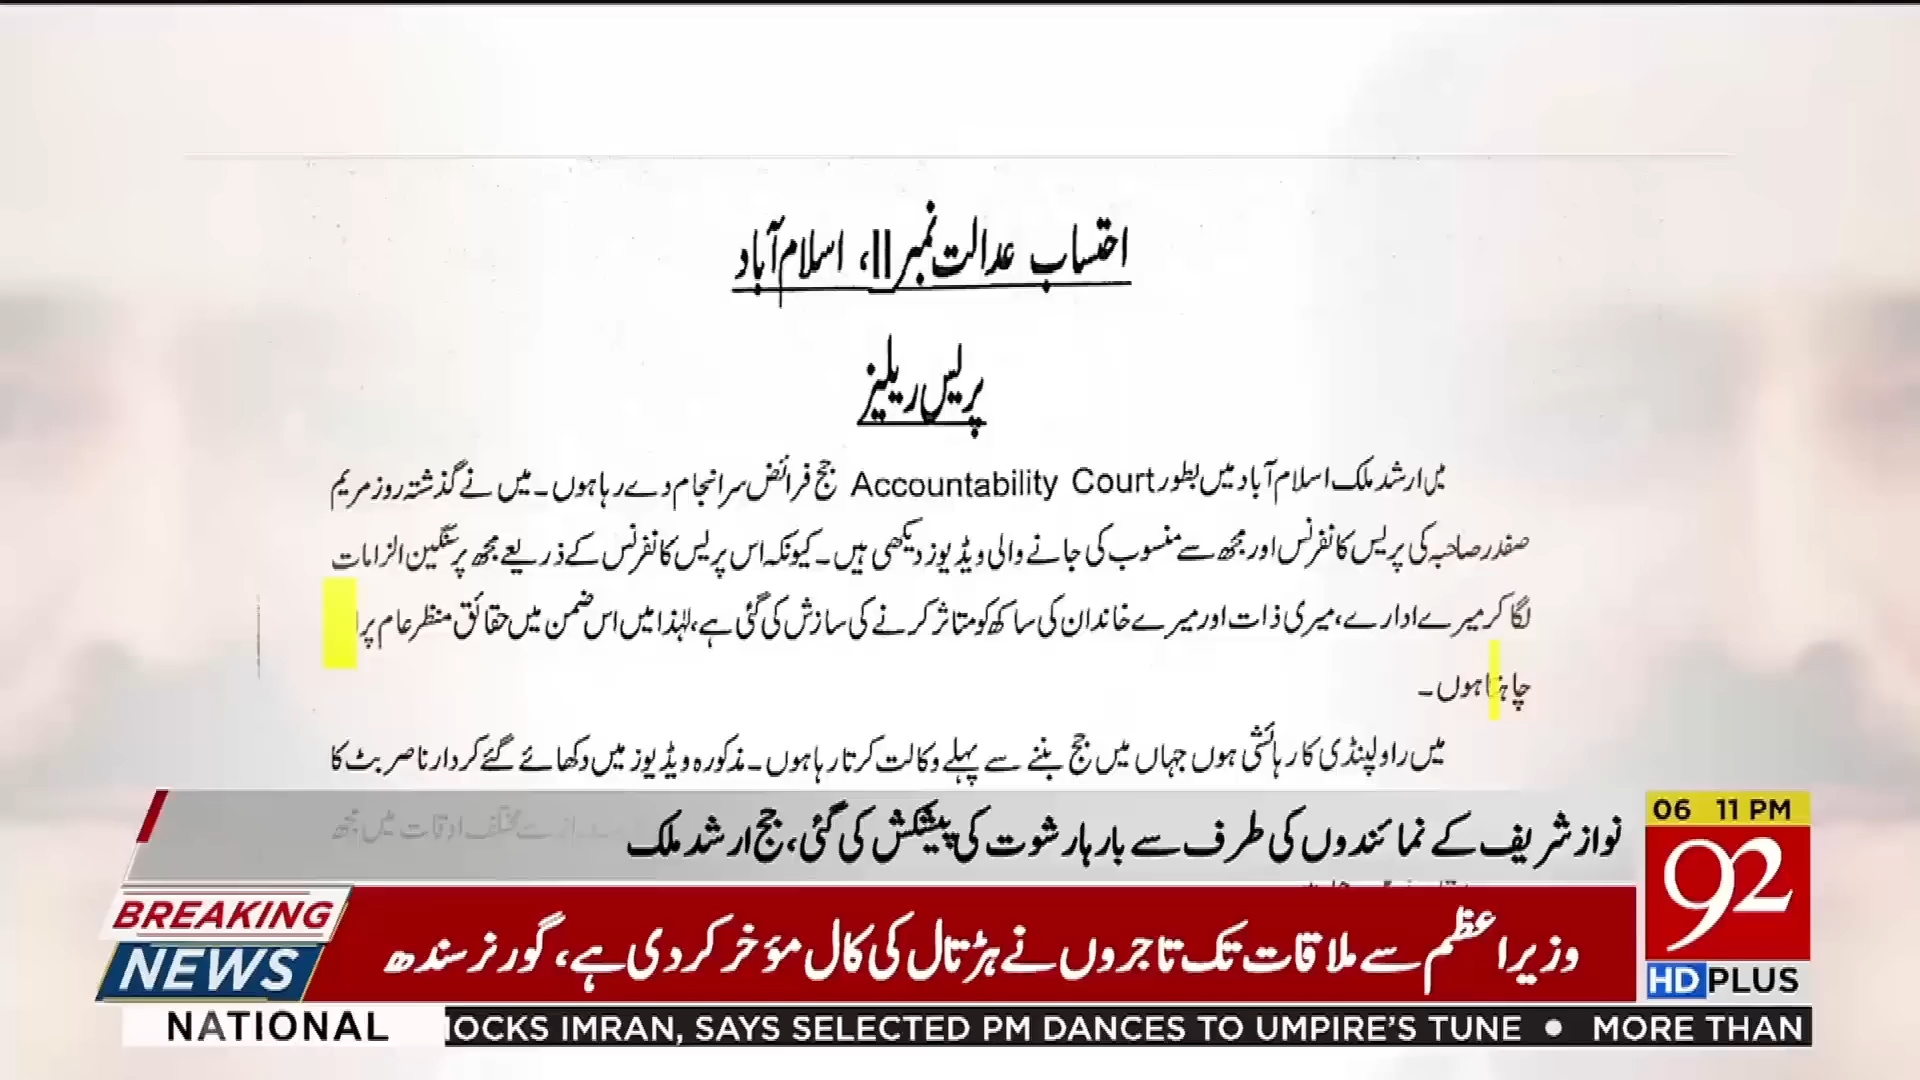 احتساب عدالت نمبر II، اسلام آباد
پریس ریلیز
میں ارشد ملک اسلام آباد میں بطور Accountability Court جج فرائض سرانجام دے رہا ہوں۔ میں نے گذشتہ روز مریم
صفدر صاحبہ کی پریس کانفرنس اور مجھ سے منسوب کی جانے والی ویڈیوز دیکھی ہیں۔ کیونکہ اس پریس کانفرنس کے ذریعے مجھ پر سنگین الزامات
لگا کر میرے ادارے، میری ذات اور میرے خاندان کی ساکھ کو متاثر کرنے کی سازش کی گئی ہے، لہٰذا میں اس ضمن میں حقائق منظر عام پر
چاہتا ہوں۔
میں راولپنڈی کا رہائشی ہوں جہاں میں جج بننے سے پہلے وکالت کرتا رہا ہوں۔ مذکورہ ویڈیوز میں دکھائے گئے کردار ناصر بٹ کا
سے مختلف اوقات میں مجھ
نواز شریف کے نمائندوں کی طرف سے بارہا رشوت کی پیشکش کی گئی، جج ارشد ملک
06 11 PM
92
HD PLUS
BREAKING
NEWS
وزیراعظم سے ملاقات تک تاجروں نے ہڑتال کی کال مؤخر کر دی ہے، گورنر سندھ
NATIONAL
IOCKS IMRAN, SAYS SELECTED PM DANCES TO UMPIRE'S TUNE ● MORE THAN